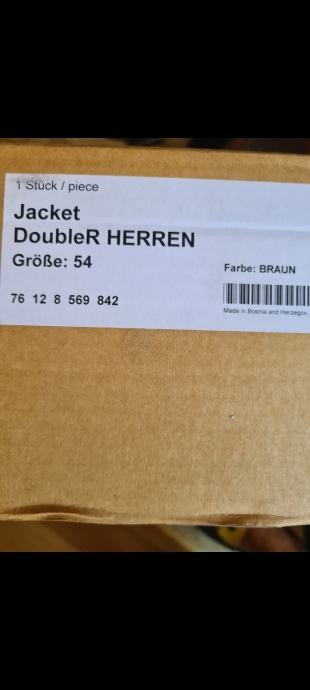 1 Stück / piece
Jacket
DoubleR HERREN
Größe: 54
Farbe: BRAUN
76 12 8 569 842
Made in Bosnia and